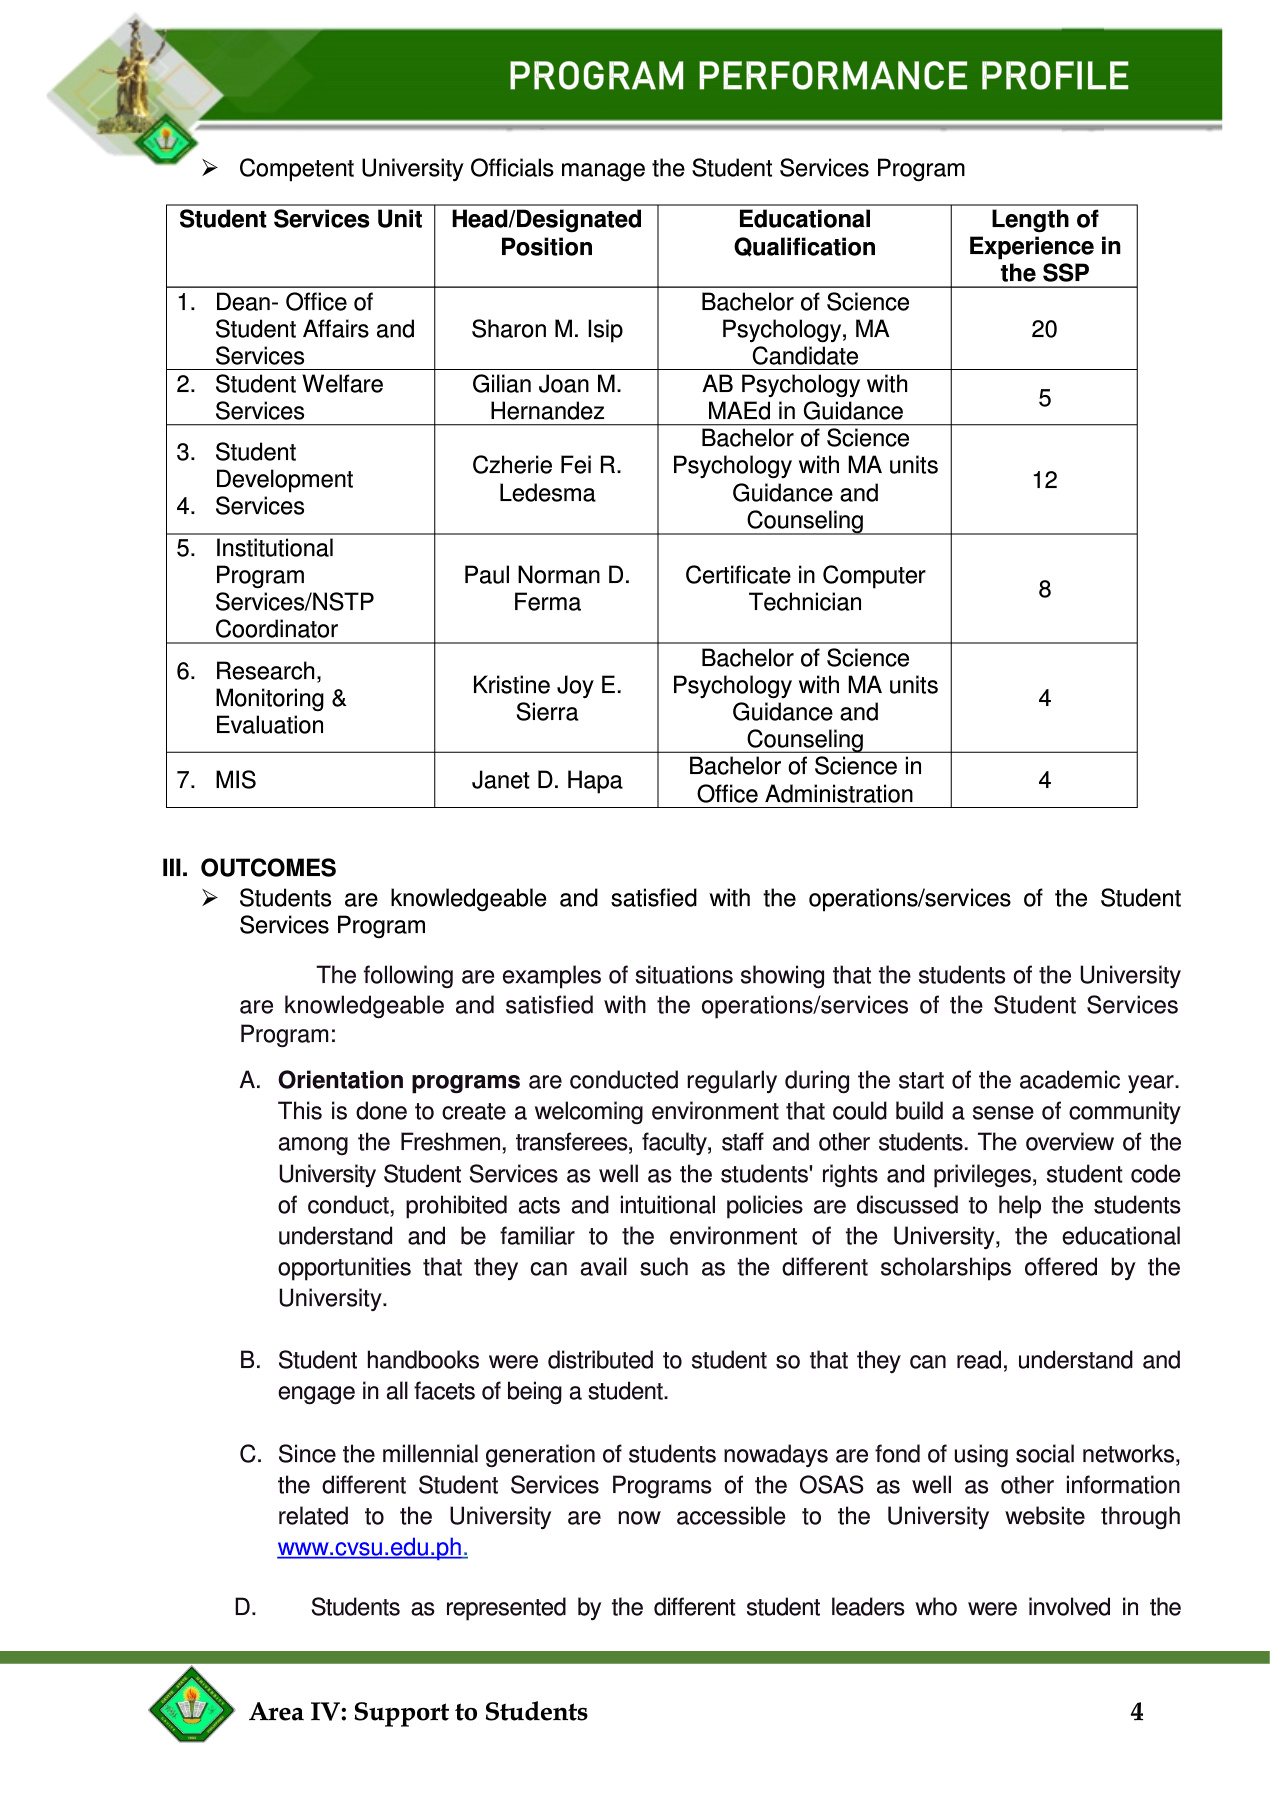 PROGRAM PERFORMANCE PROFILE
➢ Competent University Officials manage the Student Services Program
Student Services Unit
Head/Designated
Position
Educational
Qualification
Length of
Experience in
the SSP
1. Dean- Office of
Student Affairs and
Services
Sharon M. Isip
Bachelor of Science
Psychology, MA
Candidate
20
2. Student Welfare
Services
Gilian Joan M.
Hernandez
AB Psychology with
MAEd in Guidance
5
3. Student
Development
4. Services
Czherie Fei R.
Ledesma
Bachelor of Science
Psychology with MA units
Guidance and
Counseling
12
5. Institutional
Program
Services/NSTP
Coordinator
Paul Norman D.
Ferma
Certificate in Computer
Technician
8
6. Research,
Monitoring &
Evaluation
Kristine Joy E.
Sierra
Bachelor of Science
Psychology with MA units
Guidance and
Counseling
4
7. MIS
Janet D. Hapa
Bachelor of Science in
Office Administration
4
III. OUTCOMES
➢ Students are knowledgeable and satisfied with the operations/services of the Student
Services Program
The following are examples of situations showing that the students of the University
are knowledgeable and satisfied with the operations/services of the Student Services
Program:
A. Orientation programs are conducted regularly during the start of the academic year.
This is done to create a welcoming environment that could build a sense of community
among the Freshmen, transferees, faculty, staff and other students. The overview of the
University Student Services as well as the students' rights and privileges, student code
of conduct, prohibited acts and intuitional policies are discussed to help the students
understand and be familiar to the environment of the University, the educational
opportunities that they can avail such as the different scholarships offered by the
University.
B. Student handbooks were distributed to student so that they can read, understand and
engage in all facets of being a student.
C. Since the millennial generation of students nowadays are fond of using social networks,
the different Student Services Programs of the OSAS as well as other information
related to the University are now accessible to the University website through
www.cvsu.edu.ph.
D. Students as represented by the different student leaders who were involved in the
Area IV: Support to Students
4